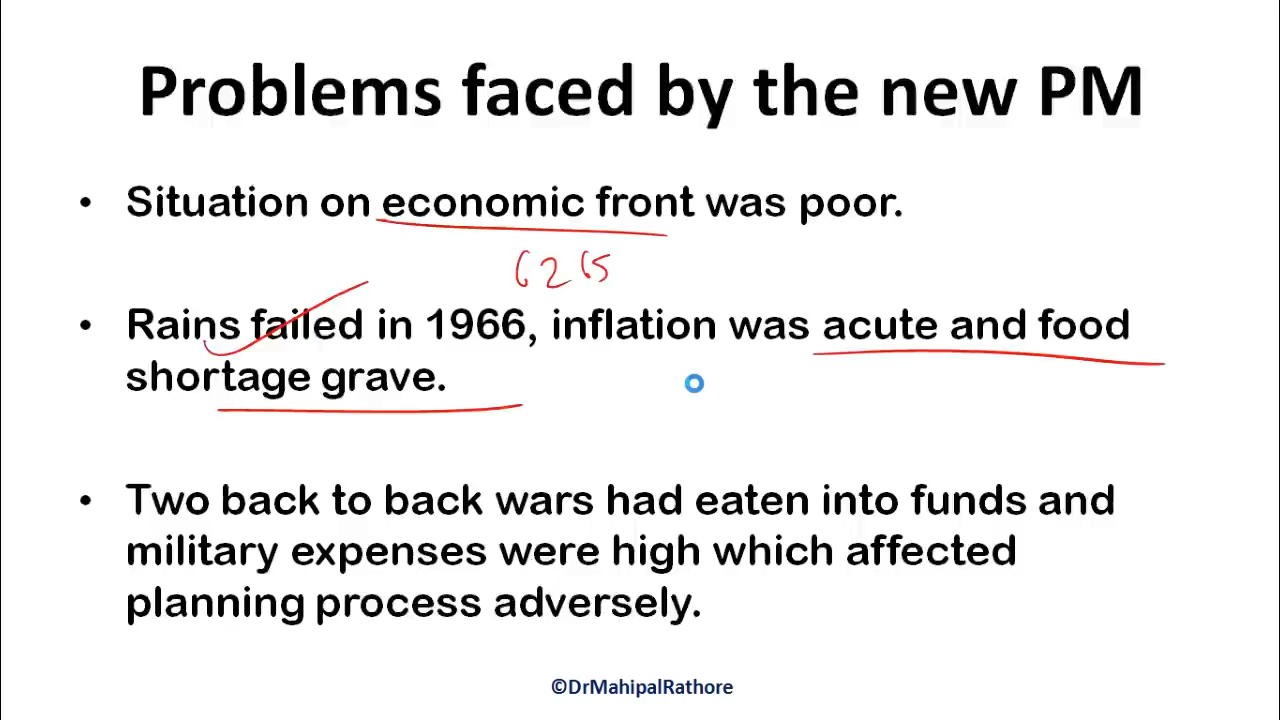 Problems faced by the new PM
• Situation on economic front was poor.
62 65
• Rains failed in 1966, inflation was acute and food
shortage grave.
• Two back to back wars had eaten into funds and
military expenses were high which affected
planning process adversely.
©DrMahipalRathore